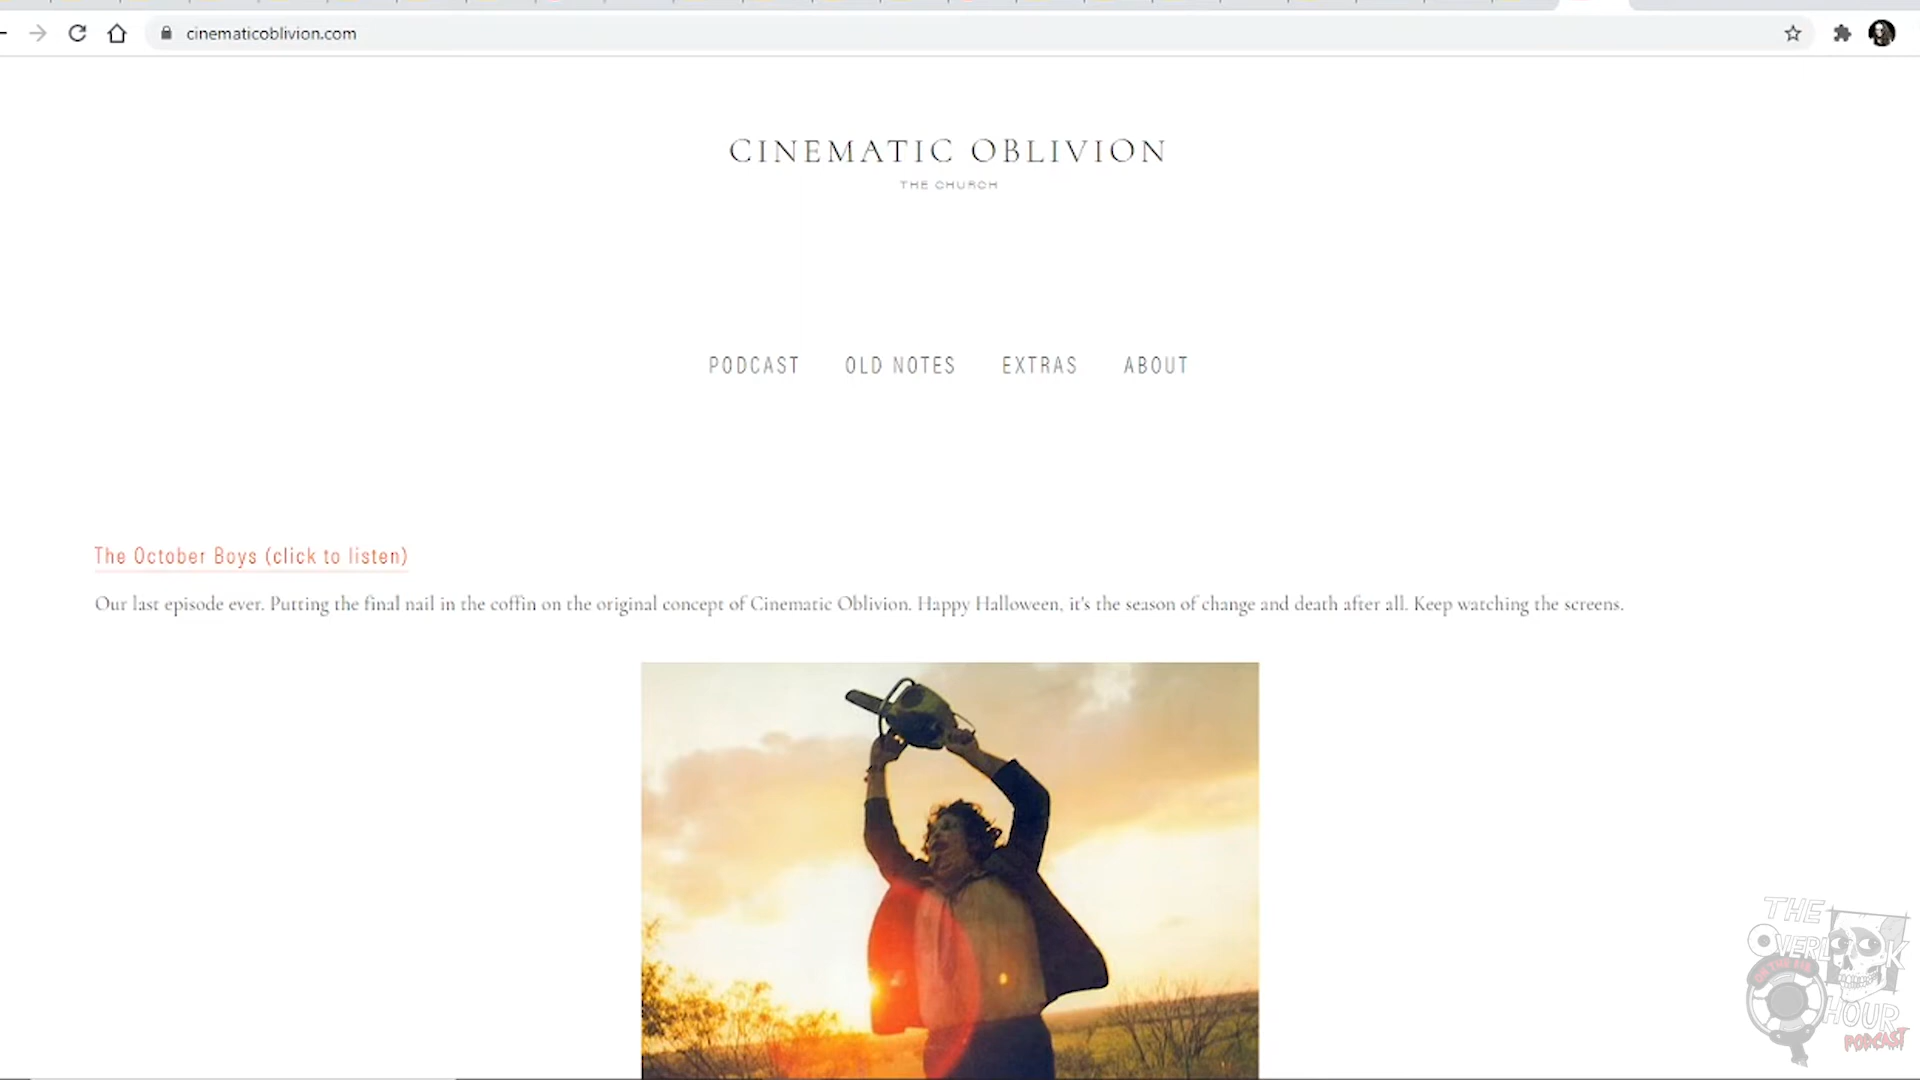 cinematicoblivion.com
CINEMATIC OBLIVION
THE CHURCH
PODCAST OLD NOTES EXTRAS ABOUT
The October Boys (click to listen)
Our last episode ever. Putting the final nail in the coffin on the original concept of Cinematic Oblivion. Happy Halloween, it's the season of change and death after all. Keep watching the screens.
THE
OVERLOOK
HOUR
PODCAST